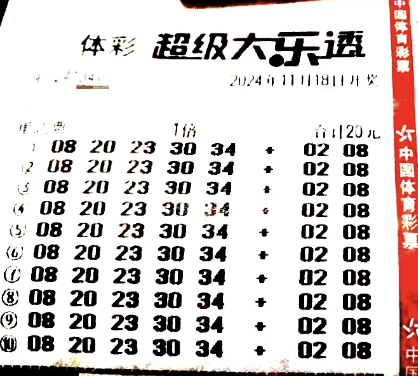 体彩 超级大乐透
2024年11月18日开奖
单式票 1倍 合计20元
① 08 20 23 30 34 + 02 08
② 08 20 23 30 34 + 02 08
③ 08 20 23 30 34 + 02 08
④ 08 20 23 30 34 + 02 08
⑤ 08 20 23 30 34 + 02 08
⑥ 08 20 23 30 34 + 02 08
⑦ 08 20 23 30 34 + 02 08
⑧ 08 20 23 30 34 + 02 08
⑨ 08 20 23 30 34 + 02 08
⑩ 08 20 23 30 34 + 02 08
中国体育彩票
中国体育彩票
中